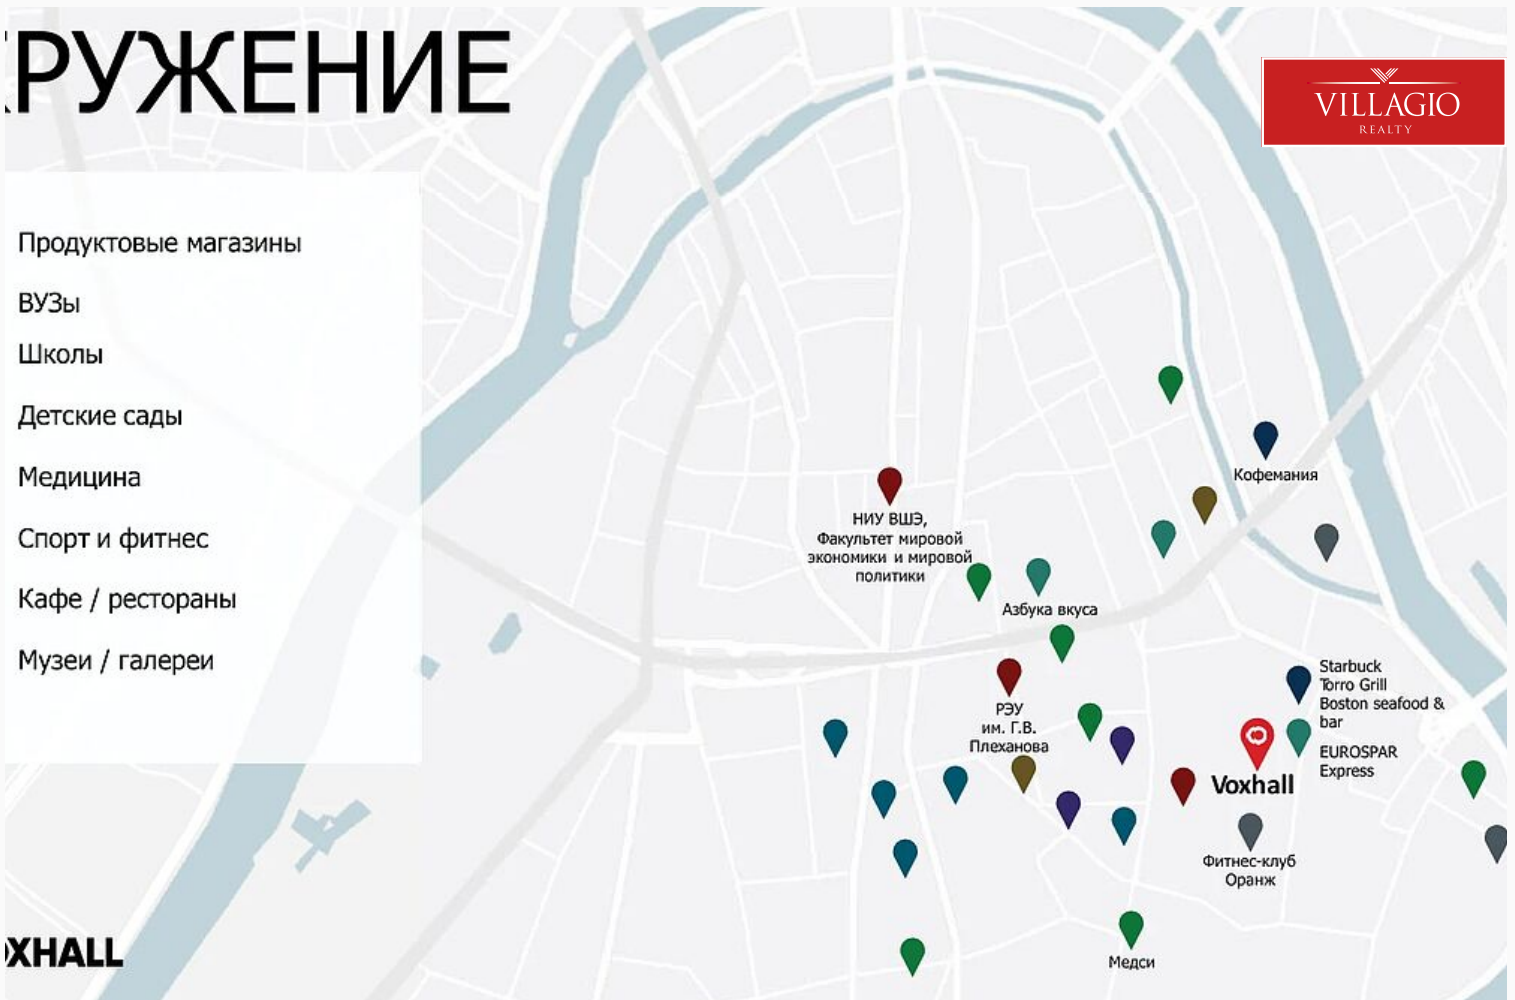 РУЖЕНИЕ
VILLAGIO
REALTY
Продуктовые магазины
ВУЗы
Школы
Детские сады
Медицина
Спорт и фитнес
Кафе / рестораны
Музеи / галереи
Кофемания
НИУ ВШЭ,
Факультет мировой
экономики и мировой
политики
Азбука вкуса
РЭУ
им. Г.В.
Плеханова
Starbuck
Torro Grill
Boston seafood &
bar
EUROSPAR
Express
Voxhall
Фитнес-клуб
Оранж
Медси
XHALL